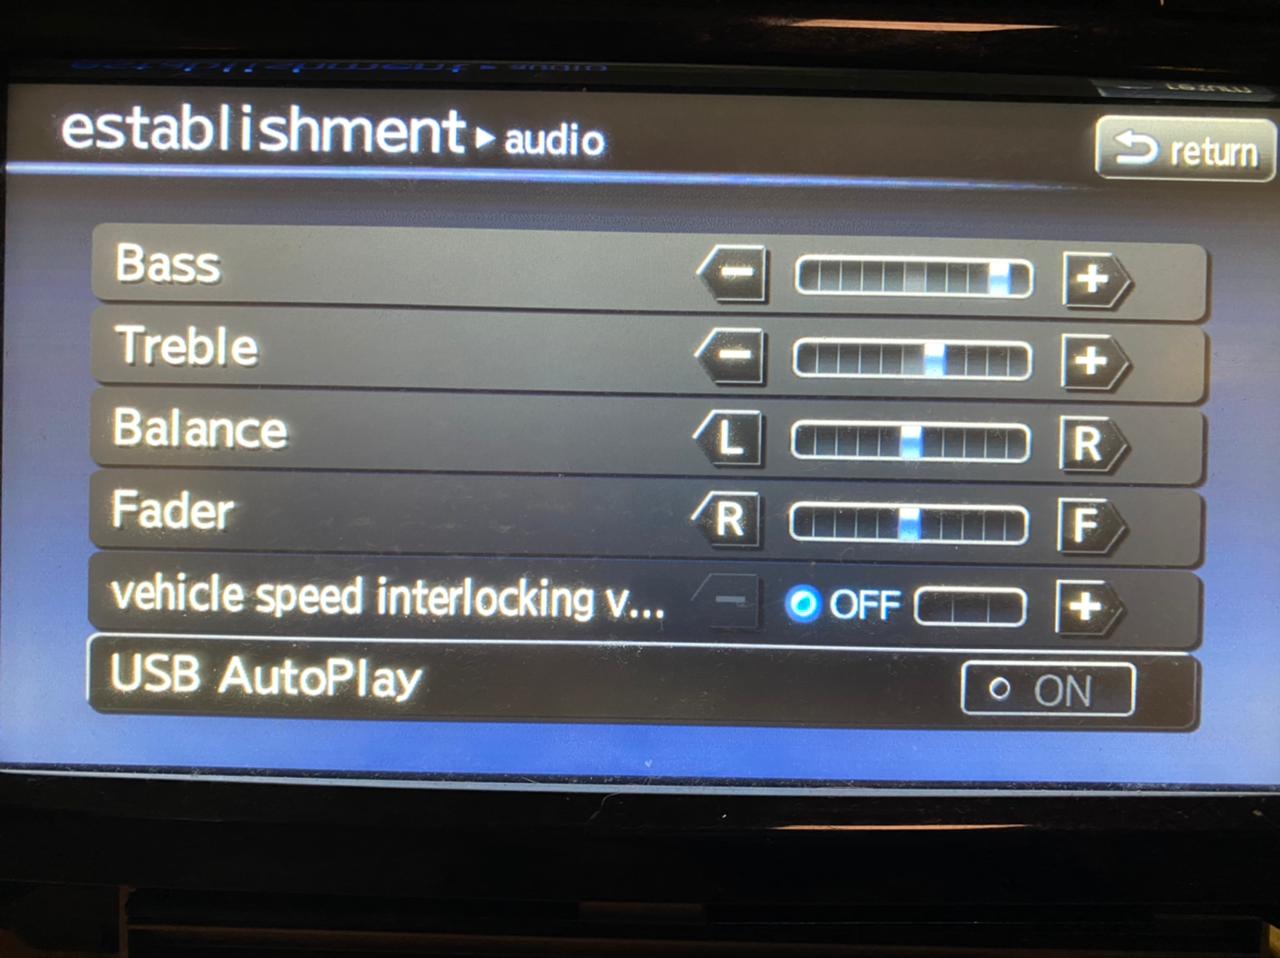 establishment▸audio
return
Bass
−
+
Treble
−
+
Balance
L
R
Fader
R
F
vehicle speed interlocking v...
−
OFF
+
USB AutoPlay
ON